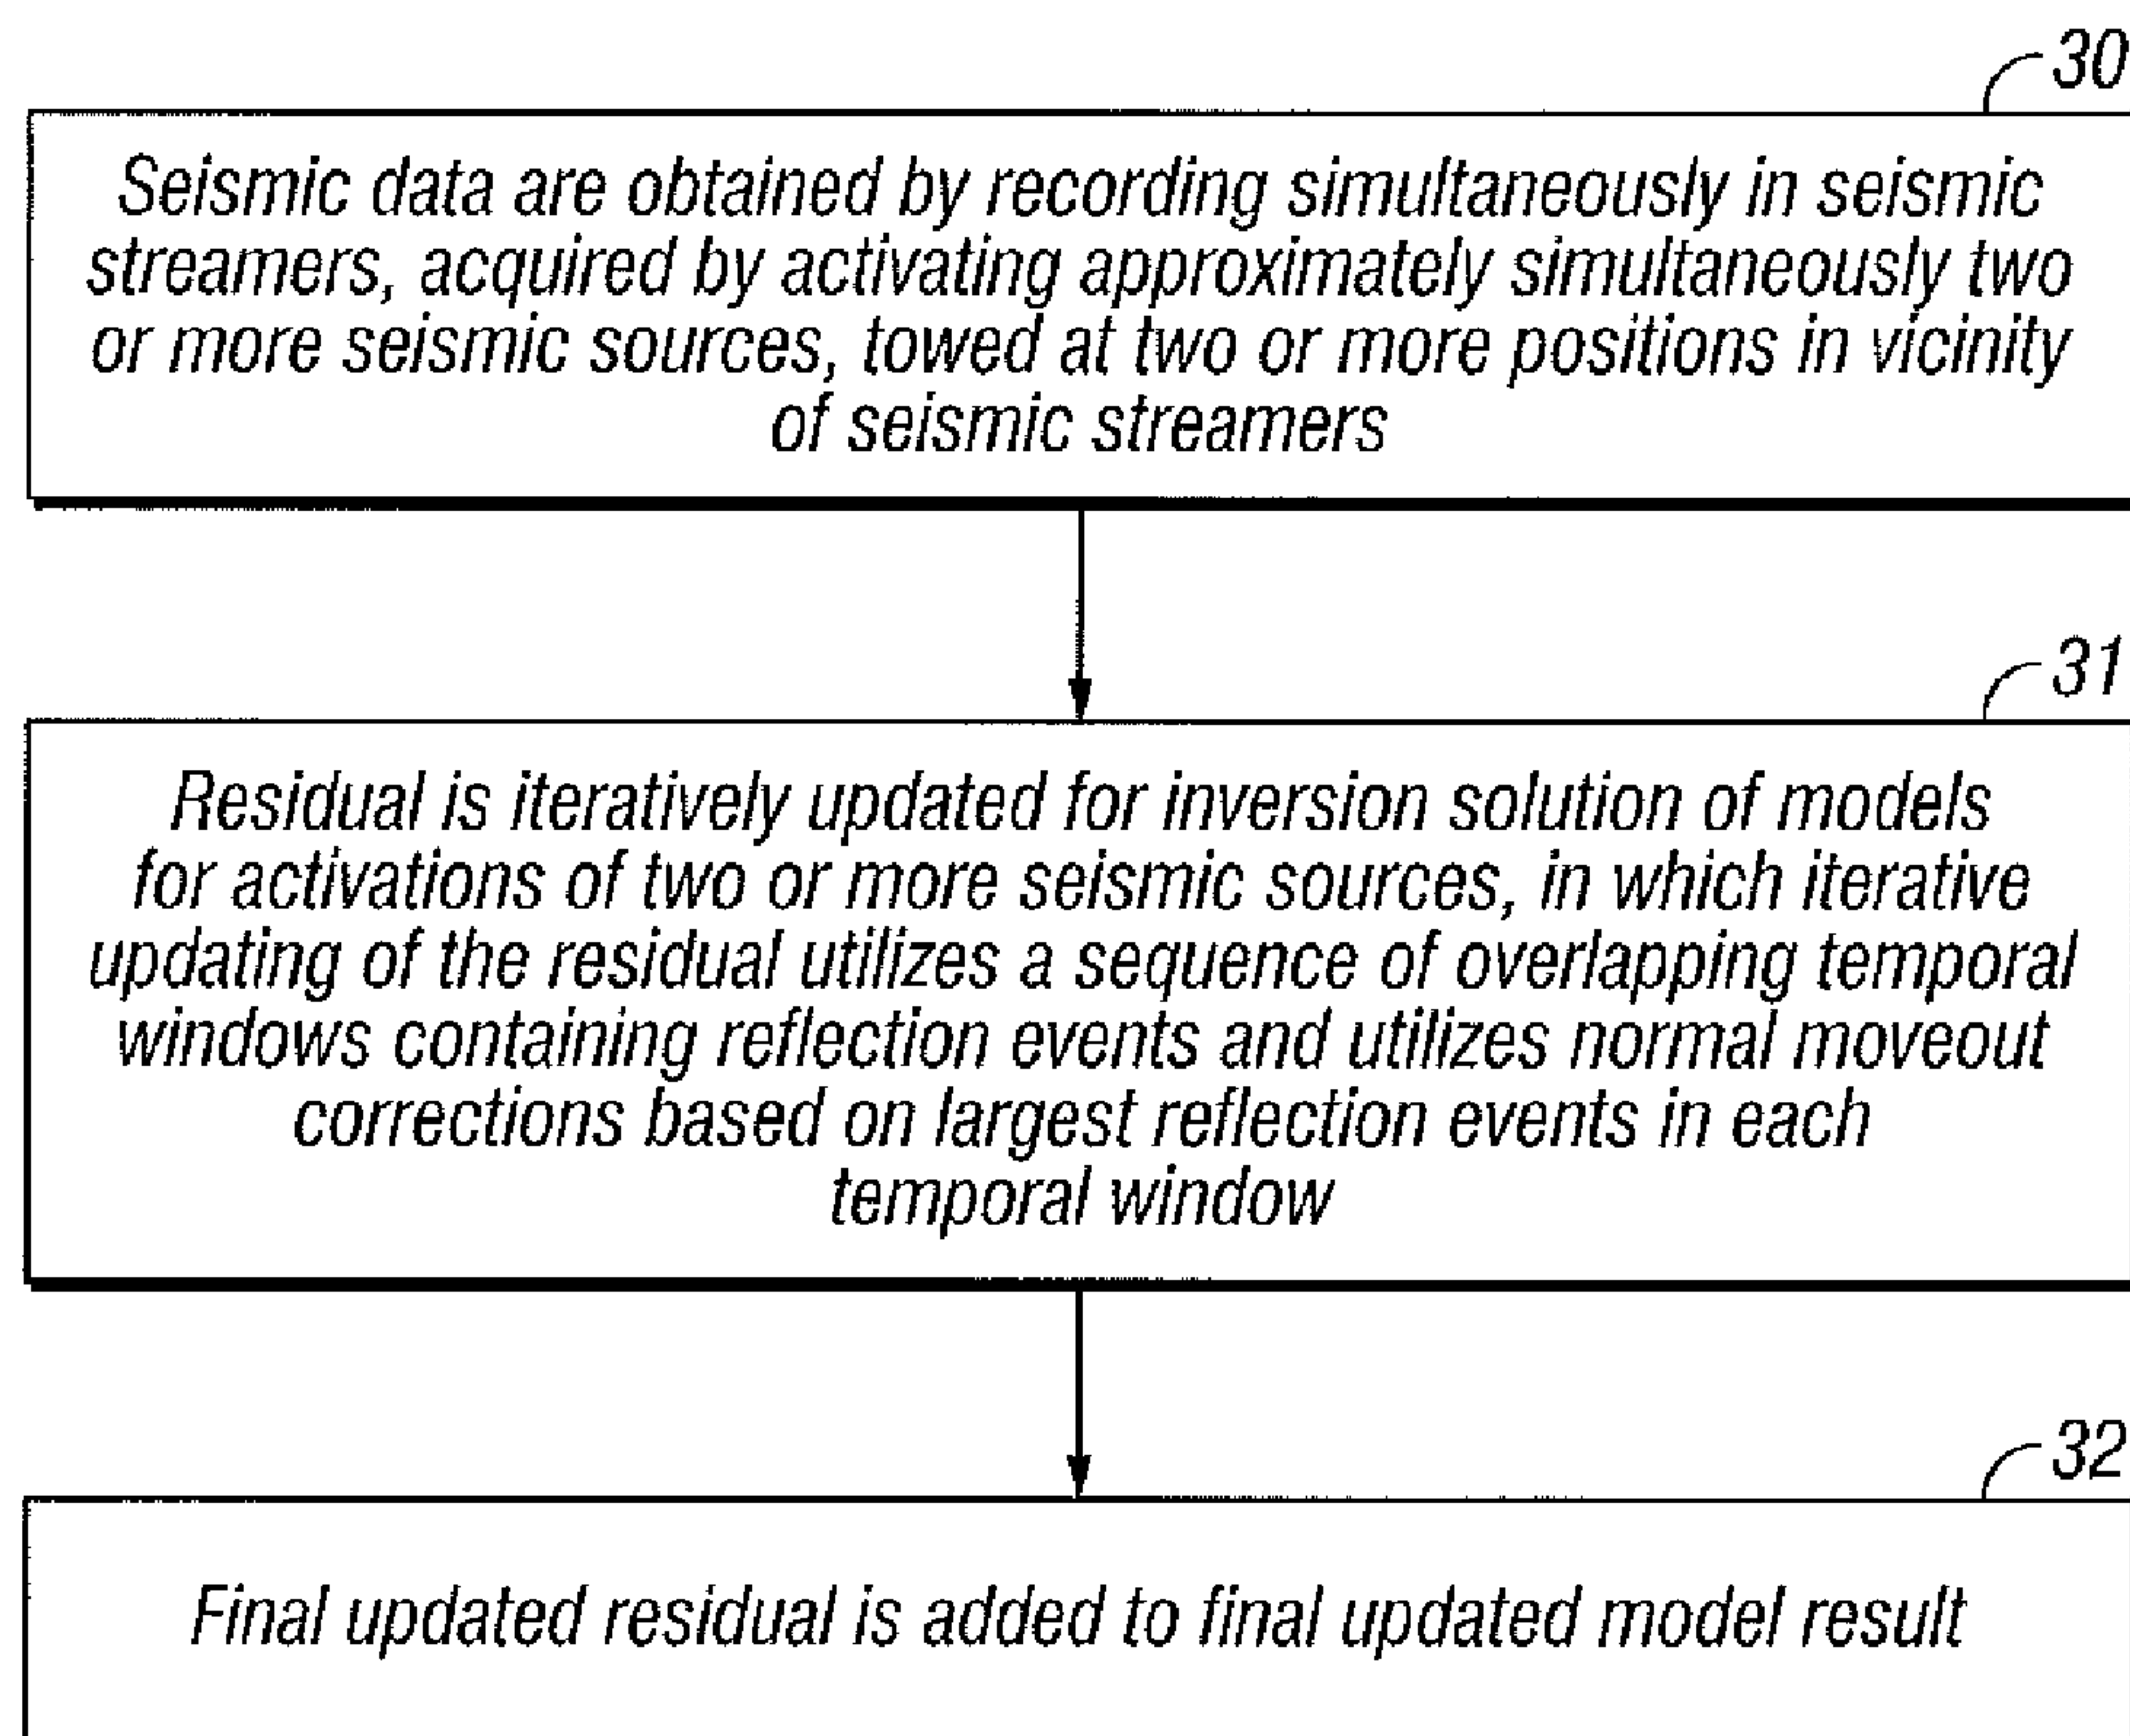 30
Seismic data are obtained by recording simultaneously in seismic
streamers, acquired by activating approximately simultaneously two
or more seismic sources, towed at two or more positions in vicinity
of seismic streamers
31
Residual is iteratively updated for inversion solution of models
for activations of two or more seismic sources, in which iterative
updating of the residual utilizes a sequence of overlapping temporal
windows containing reflection events and utilizes normal moveout
corrections based on largest reflection events in each
temporal window
32
Final updated residual is added to final updated model result